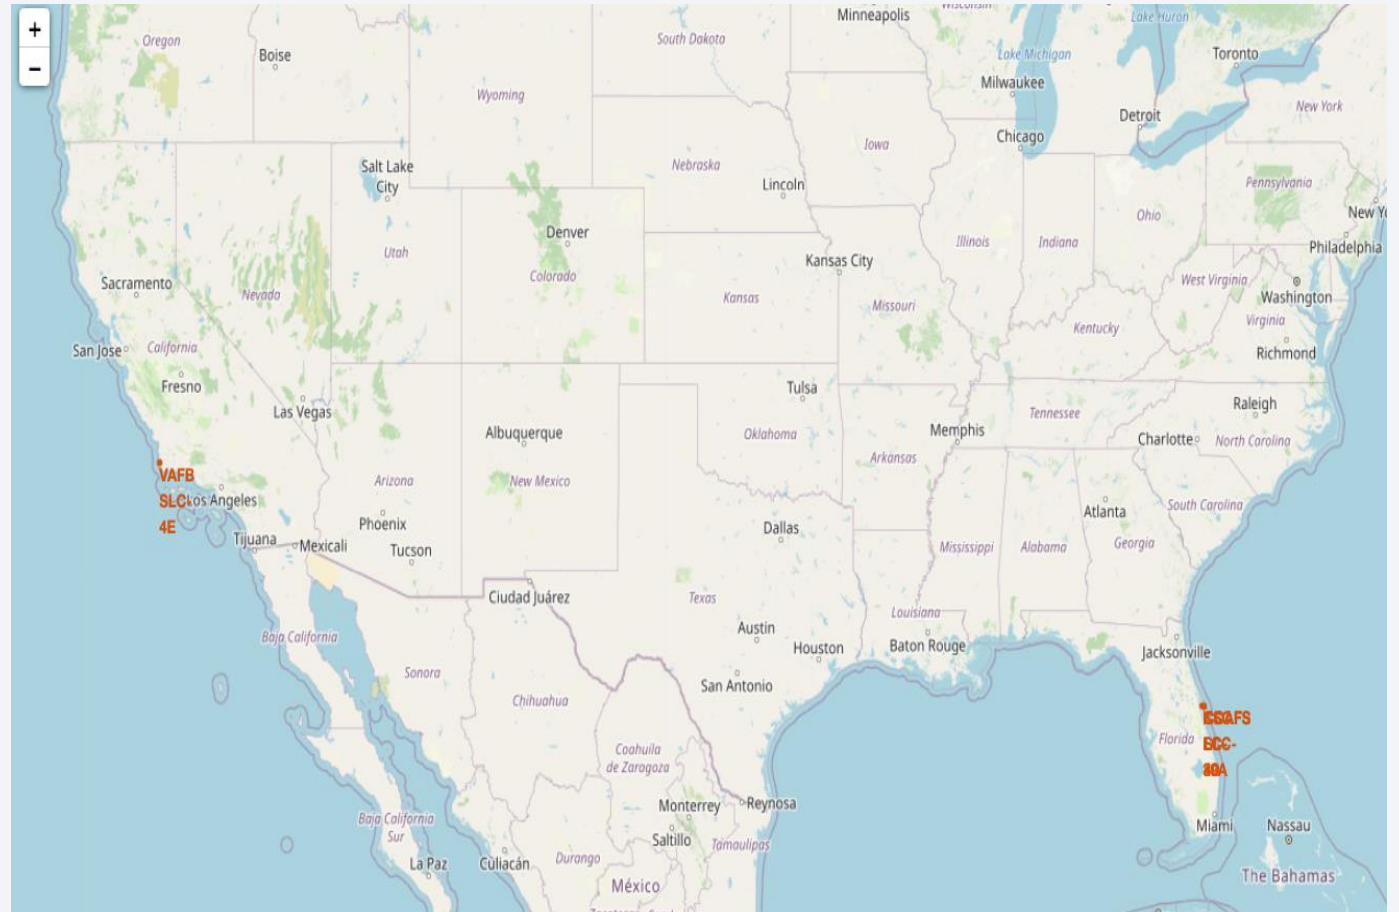 +
−
Oregon
Boise
Wyoming
South Dakota
Minneapolis
Wisconsin
Lake Michigan
Lake Huron
Toronto
Milwaukee
Detroit
New York
Chicago
Iowa
Salt Lake
City
Nebraska
Lincoln
Pennsylvania
Ohio
New Y
Denver
Utah
Illinois
Indiana
Philadelphia
Kansas City
Colorado
Sacramento
Nevada
Kansas
Missouri
West Virginia
Washington
Virginia
Kentucky
San Jose
California
Richmond
Fresno
Las Vegas
Tulsa
Raleigh
Tennessee
Albuquerque
Oklahoma
Memphis
Charlotte
North Carolina
Arkansas
VAFB
SLC-
4E
Los Angeles
Arizona
New Mexico
South Carolina
Atlanta
Phoenix
Dallas
Tijuana
Mexicali
Tucson
Mississippi
Alabama
Georgia
Ciudad Juárez
Texas
Louisiana
Austin
Baja California
Houston
Baton Rouge
Jacksonville
Sonora
San Antonio
Chihuahua
Florida
Coahuila
de Zaragoza
Monterrey
Reynosa
Baja California
Sur
Saltillo
Tamaulipas
Miami
Nassau
La Paz
Culiacán
Durango
México
The Bahamas